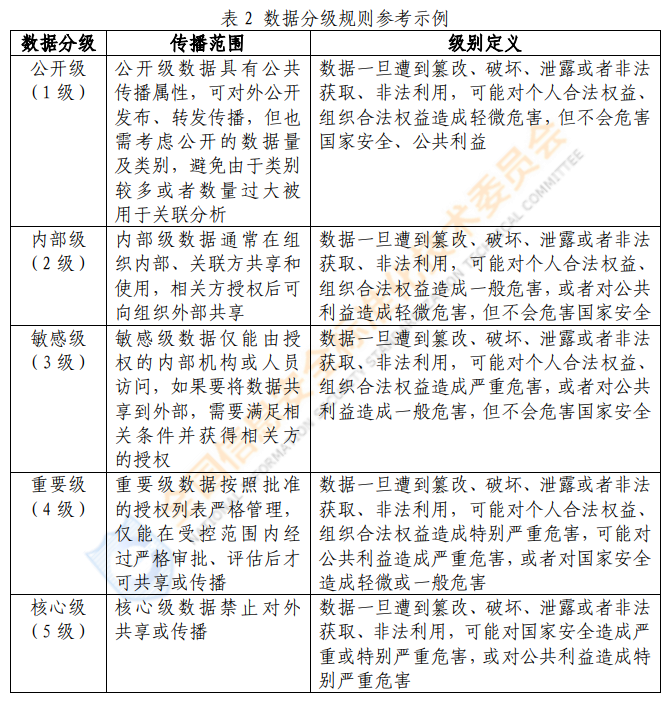 表 2 数据分级规则参考示例
数据分级 传播范围 级别定义
公开级
（1 级）
公开级数据具有公共
传播属性，可对外公开
发布、转发传播，但也
需考虑公开的数据量
及类别，避免由于类别
较多或者数量过大被
用于关联分析
数据一旦遭到篡改、破坏、泄露或者非法
获取、非法利用，可能对个人合法权益、
组织合法权益造成轻微危害，但不会危害
国家安全、公共利益
内部级
（2 级）
内部级数据通常在组
织内部、关联方共享和
使用，相关方授权后可
向组织外部共享
数据一旦遭到篡改、破坏、泄露或者非法
获取、非法利用，可能对个人合法权益、
组织合法权益造成一般危害，或者对公共
利益造成轻微危害，但不会危害国家安全
敏感级
（3 级）
敏感级数据仅能由授
权的内部机构或人员
访问，如果要将数据共
享到外部，需要满足相
关条件并获得相关方
的授权
数据一旦遭到篡改、破坏、泄露或者非法
获取、非法利用，可能对个人合法权益、
组织合法权益造成严重危害，或者对公共
利益造成一般危害，但不会危害国家安全
重要级
（4 级）
重要级数据按照批准
的授权列表严格管理，
仅能在受控范围内经
过严格审批、评估后才
可共享或传播
数据一旦遭到篡改、破坏、泄露或者非法
获取、非法利用，可能对个人合法权益、
组织合法权益造成特别严重危害，可能对
公共利益造成严重危害，或者对国家安全
造成轻微或一般危害
核心级
（5 级）
核心级数据禁止对外
共享或传播
数据一旦遭到篡改、破坏、泄露或者非法
获取、非法利用，可能对国家安全造成严
重或特别严重危害，或对公共利益造成特
别严重危害
全国信息安全标准化技术委员会
NATIONAL INFORMATION SECURITY STANDARDIZATION TECHNICAL COMMITTEE